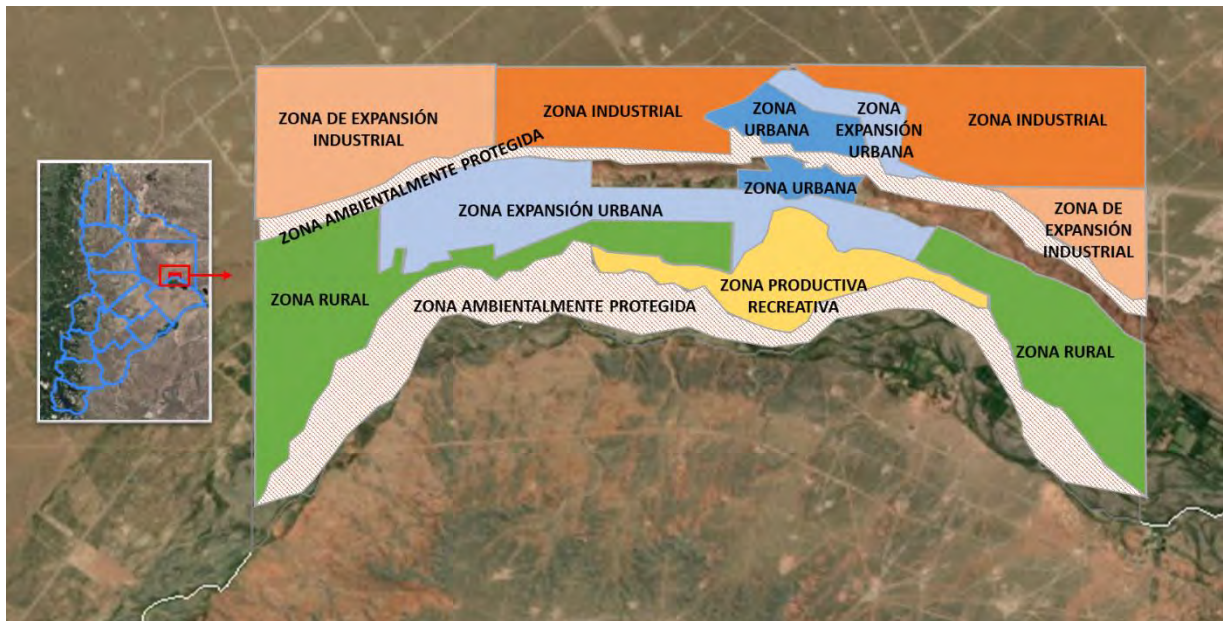 ZONA DE EXPANSIÓN
INDUSTRIAL
ZONA INDUSTRIAL
ZONA
URBANA
ZONA
EXPANSIÓN
URBANA
ZONA INDUSTRIAL
ZONA AMBIENTALMENTE PROTEGIDA
ZONA URBANA
ZONA EXPANSIÓN URBANA
ZONA DE
EXPANSIÓN
INDUSTRIAL
ZONA RURAL
ZONA AMBIENTALMENTE PROTEGIDA
ZONA PRODUCTIVA
RECREATIVA
ZONA RURAL